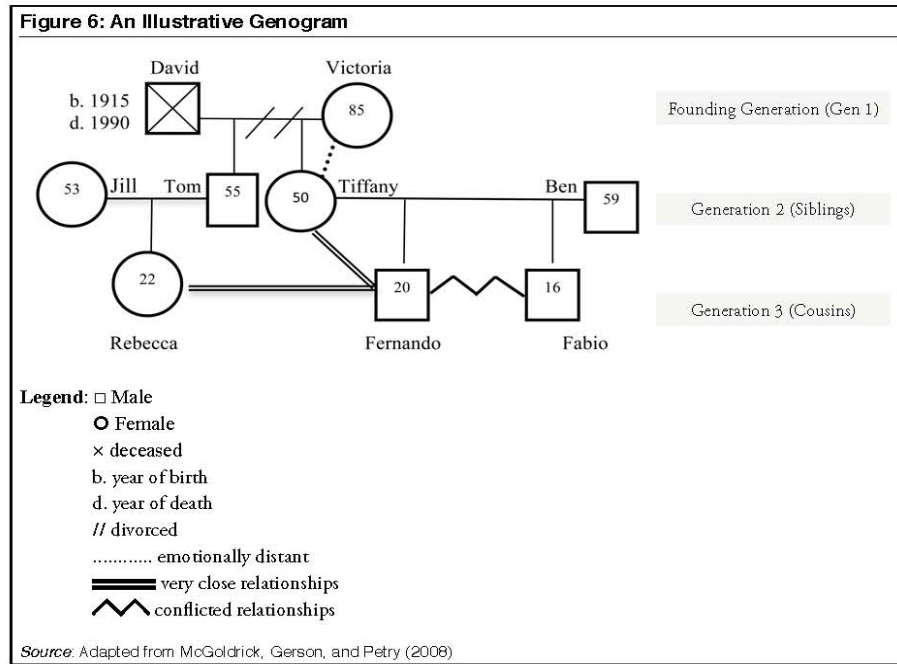 Figure 6: An Illustrative Genogram
David Victoria
b. 1915
d. 1990
85
Founding Generation (Gen 1)
53 Jill Tom 55 50 Tiffany Ben 59
Generation 2 (Siblings)
22 20 16
Generation 3 (Cousins)
Rebecca Fernando Fabio
Legend: □ Male
O Female
× deceased
b. year of birth
d. year of death
// divorced
............ emotionally distant
very close relationships
conflicted relationships
Source: Adapted from McGoldrick, Gerson, and Petry (2008)